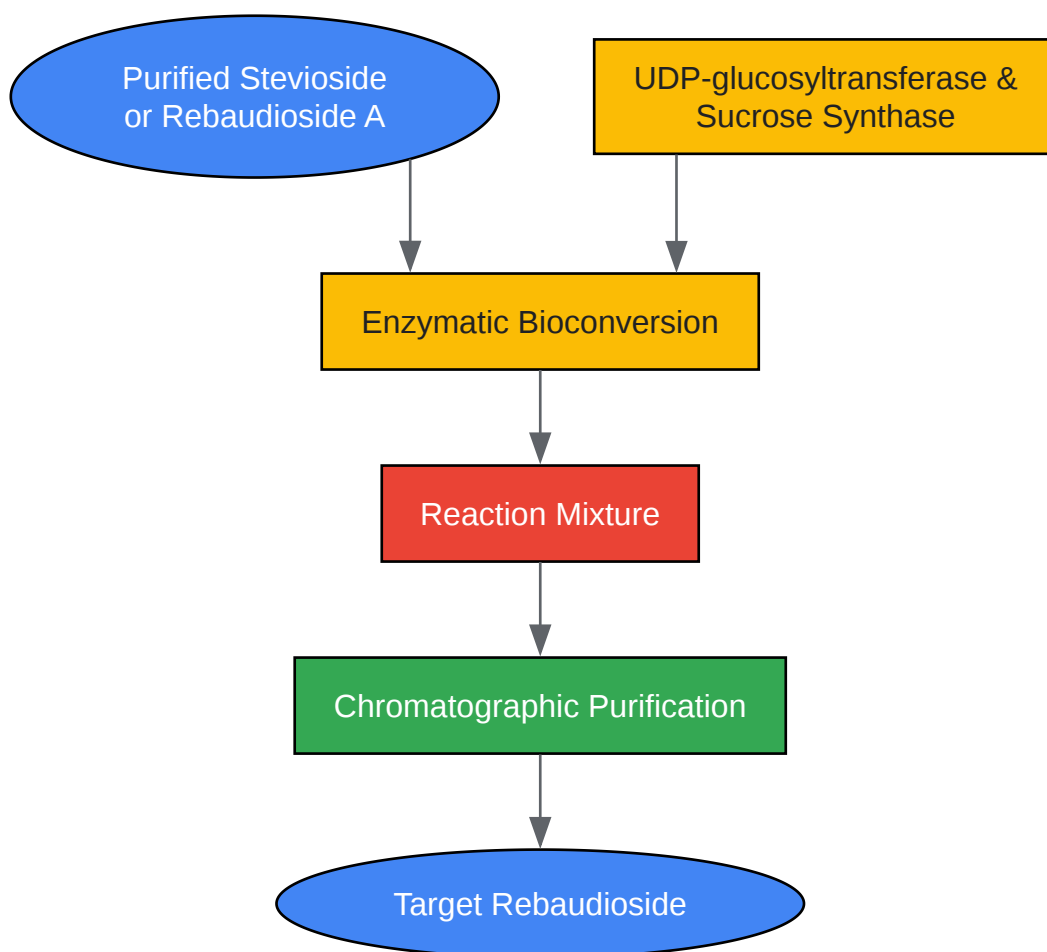 Purified Stevioside
or Rebaudioside A
UDP-glucosyltransferase &
Sucrose Synthase
Enzymatic Bioconversion
Reaction Mixture
Chromatographic Purification
Target Rebaudioside